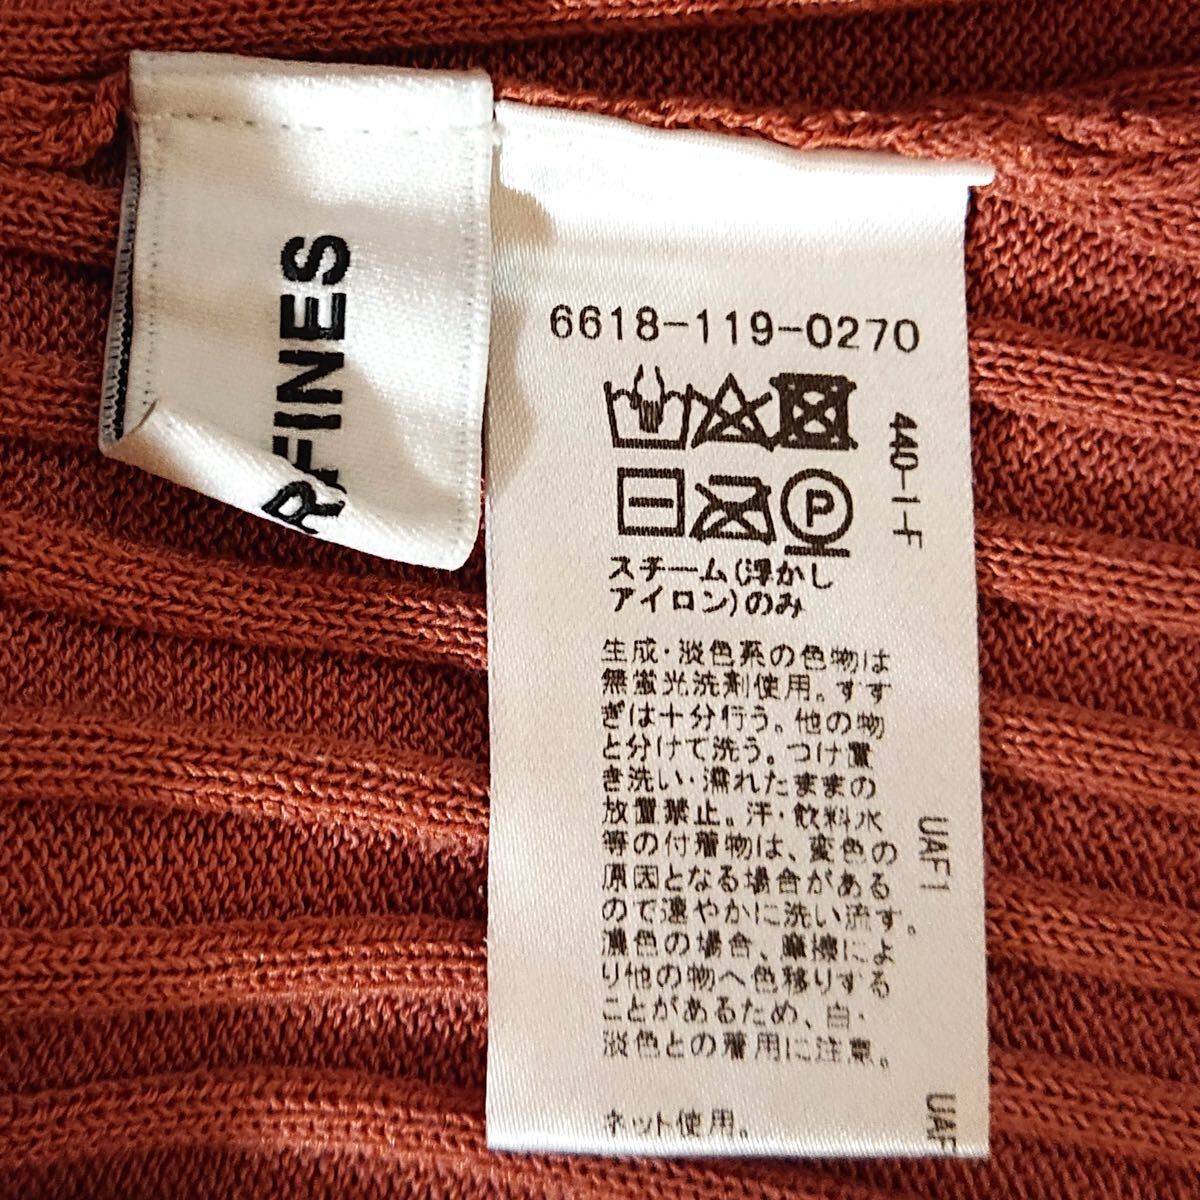 RFINES
6618-119-0270
P
440-1-F
スチーム(浮かし
アイロン)のみ
生成・淡色系の色物は
無蛍光洗剤使用。すす
ぎは十分行う。他の物
と分けて洗う。つけ置
き洗い・濡れたままの
放置禁止。汗・飲料水
等の付着物は、変色の
原因となる場合がある
ので速やかに洗い流す。
濃色の場合、摩擦によ
り他の物へ色移りする
ことがあるため、白・
淡色との着用に注意。
ネット使用。
UAF1
UAF